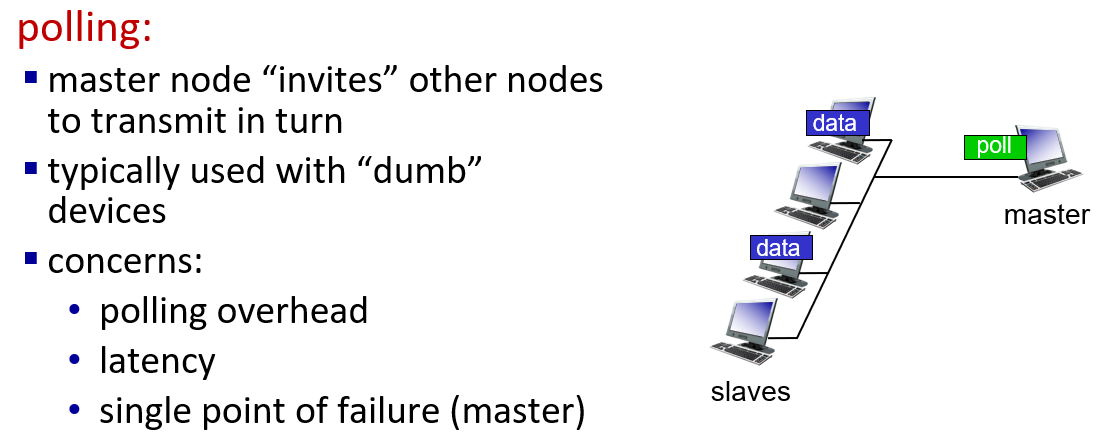 polling:
▪ master node “invites” other nodes
to transmit in turn
▪ typically used with “dumb”
devices
▪ concerns:
• polling overhead
• latency
• single point of failure (master)
data
poll
master
data
slaves